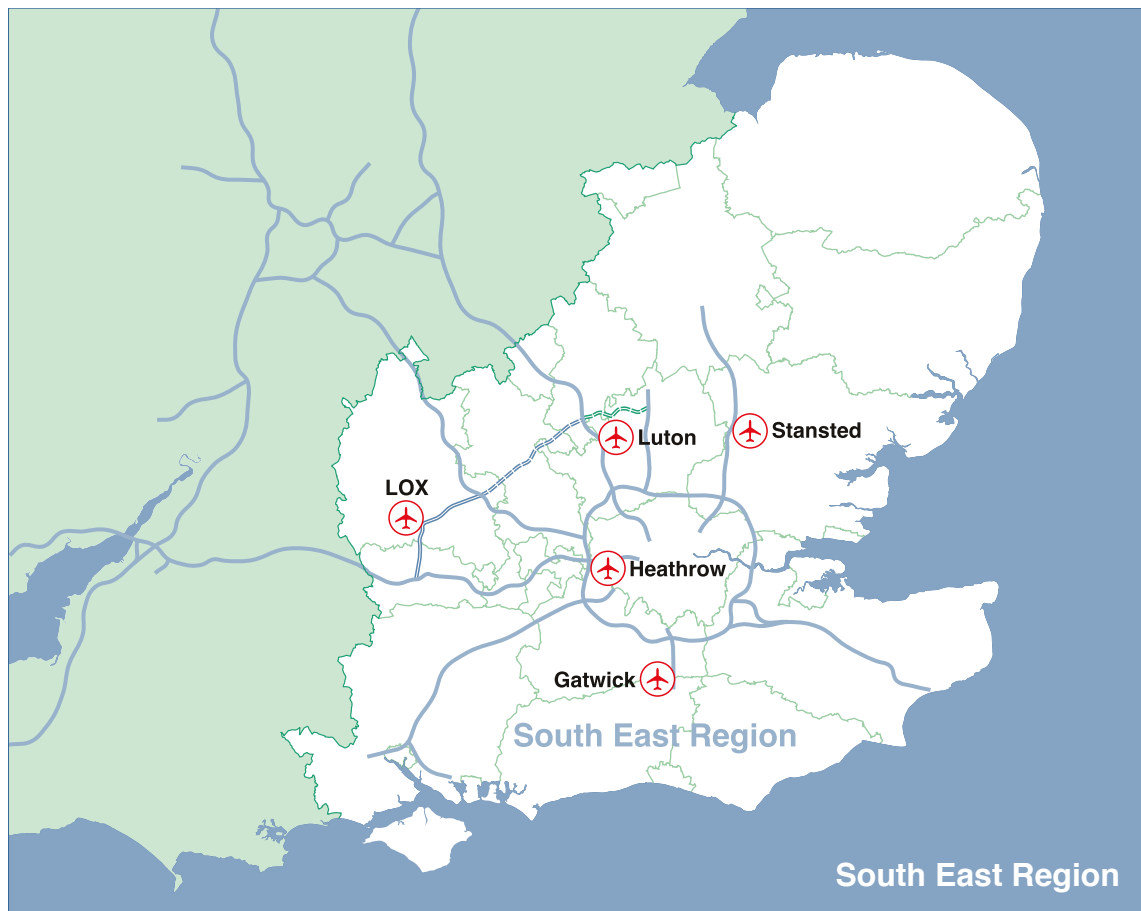 Luton
Stansted
LOX
Heathrow
Gatwick
South East Region
South East Region